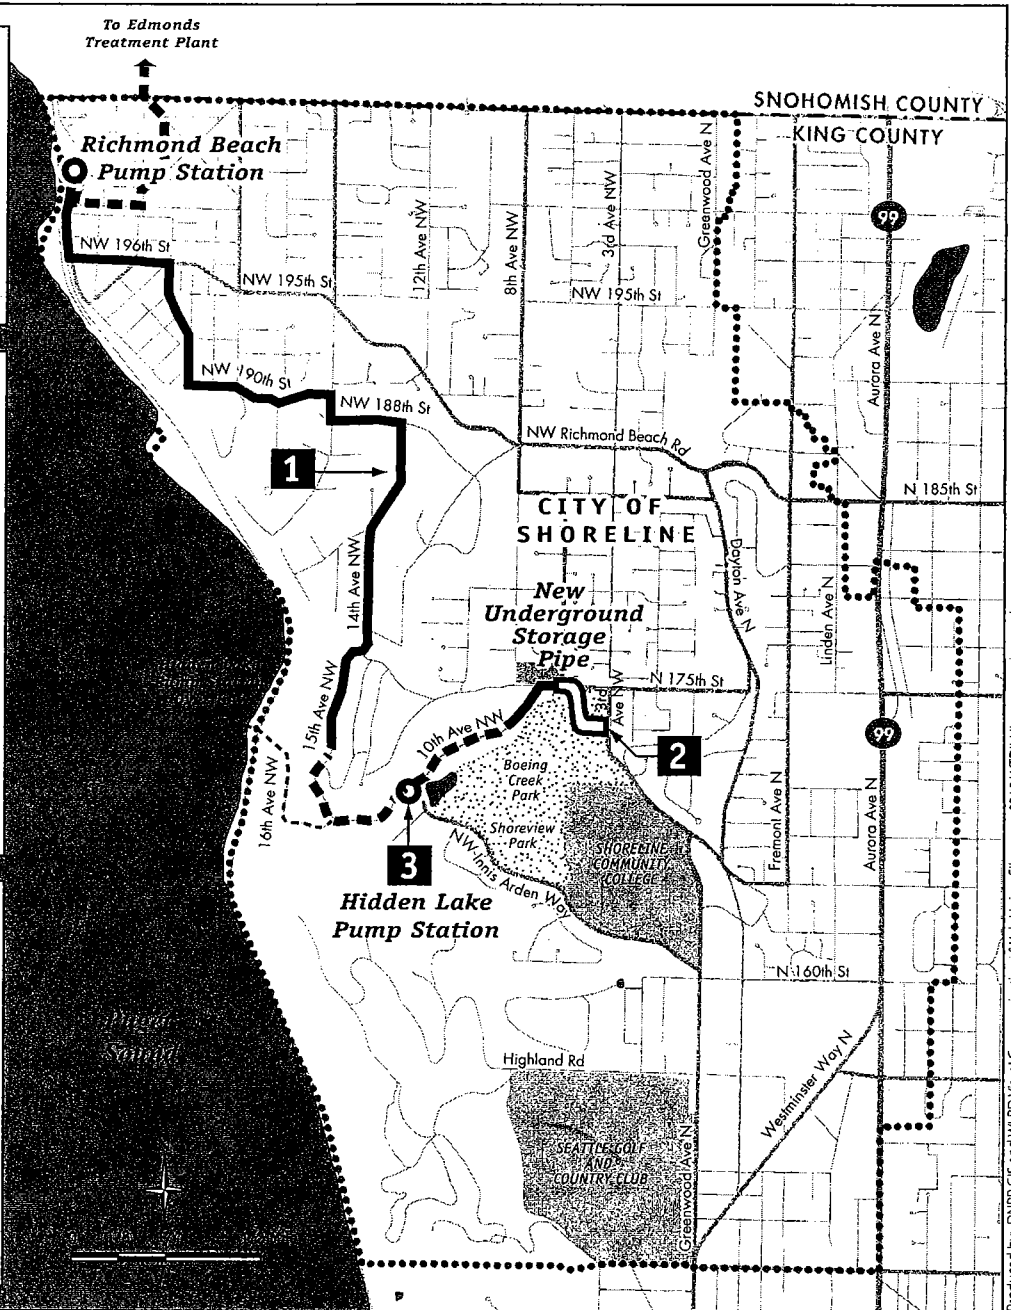 To Edmonds
Treatment Plant
SNOHOMISH COUNTY
KING COUNTY
Richmond Beach
Pump Station
Greenwood Ave N
99
NW 196th St
12th Ave NW
8th Ave NW
3rd Ave NW
NW 195th St
NW 195th St
Aurora Ave N
NW 190th St
NW 188th St
NW Richmond Beach Rd
1
N 185th St
CITY OF
SHORELINE
Dayton Ave N
14th Ave NW
New
Underground
Storage
Pipe
Linden Ave N
15th Ave NW
N 175th St
3rd
Ave NW
10th Ave NW
99
2
16th Ave NW
Boeing
Creek
Park
Fremont Ave N
Aurora Ave N
Shoreview
Park
SHORELINE
COMMUNITY
COLLEGE
NW Innis Arden Way
3
Hidden Lake
Pump Station
N 160th St
Puget
Sound
Highland Rd
Westminster Way N
SEATTLE GOLF
AND
COUNTRY CLUB
Greenwood Ave N